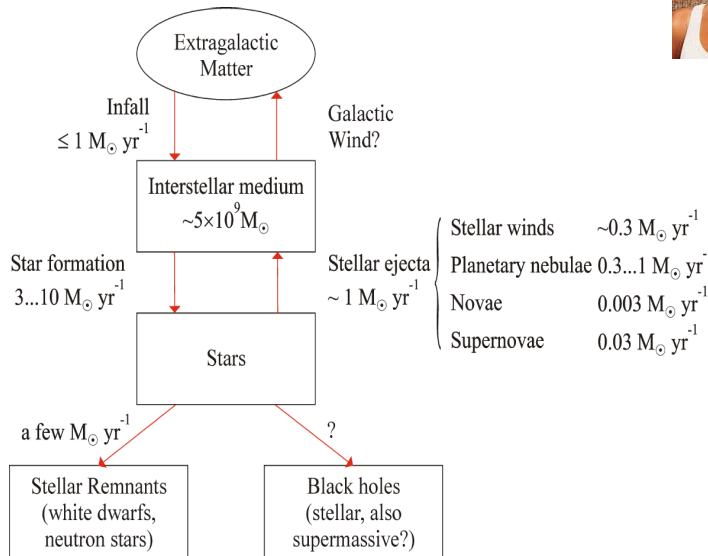 Extragalactic
Matter
Infall
≤ 1 M☉ yr⁻¹
Galactic
Wind?
Interstellar medium
~5×10⁹M☉
Star formation
3...10 M☉ yr⁻¹
Stellar ejecta
~ 1 M☉ yr⁻¹
Stellar winds ~0.3 M☉ yr⁻¹
Planetary nebulae 0.3...1 M☉ yr⁻
Novae 0.003 M☉ yr⁻¹
Supernovae 0.03 M☉ yr⁻¹
Stars
a few M☉ yr⁻¹
?
Stellar Remnants
(white dwarfs,
neutron stars)
Black holes
(stellar, also
supermassive?)